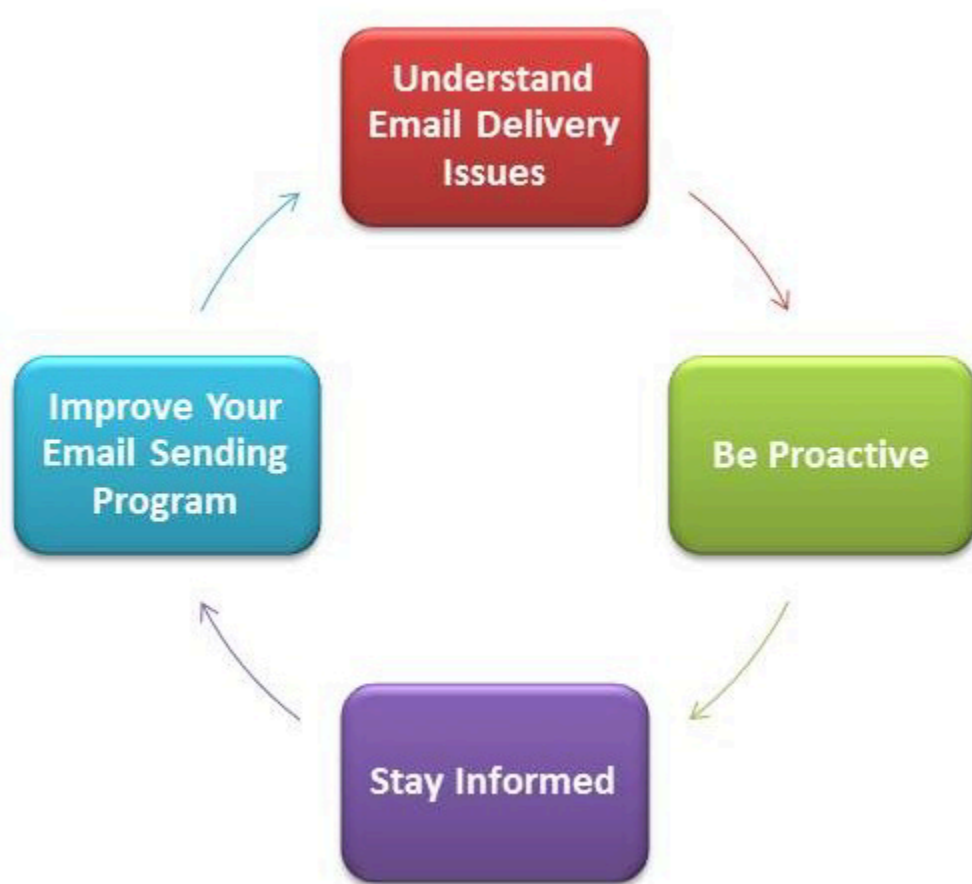 Understand
Email Delivery
Issues
Be Proactive
Stay Informed
Improve Your
Email Sending
Program